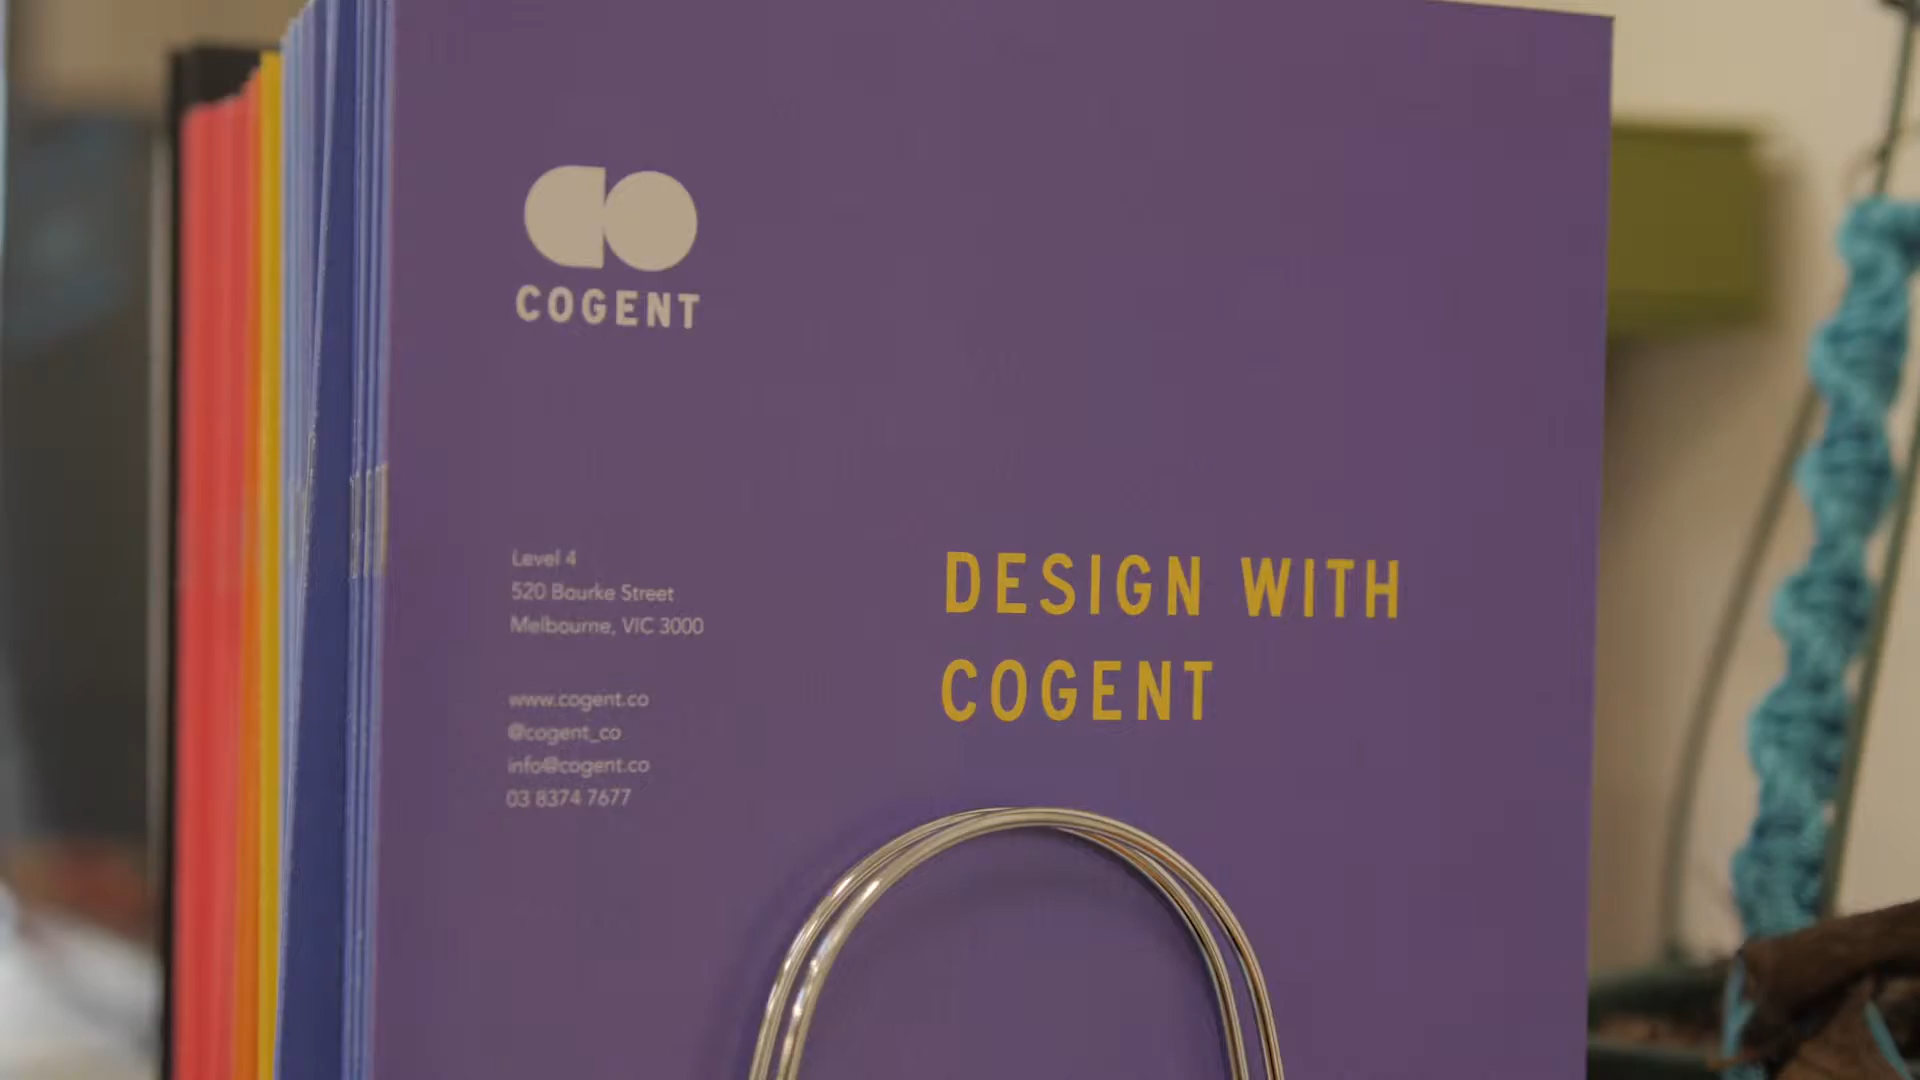 COGENT
Level 4
520 Bourke Street
Melbourne, VIC 3000
www.cogent.co
@cogent_co
info@cogent.co
03 8374 7677
DESIGN WITH
COGENT